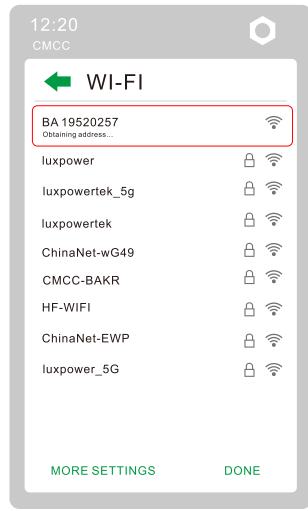 12:20
CMCC
WI-FI
BA 19520257
Obtaining address...
luxpower
luxpowertek_5g
luxpowertek
ChinaNet-wG49
CMCC-BAKR
HF-WIFI
ChinaNet-EWP
luxpower_5G
MORE SETTINGS DONE